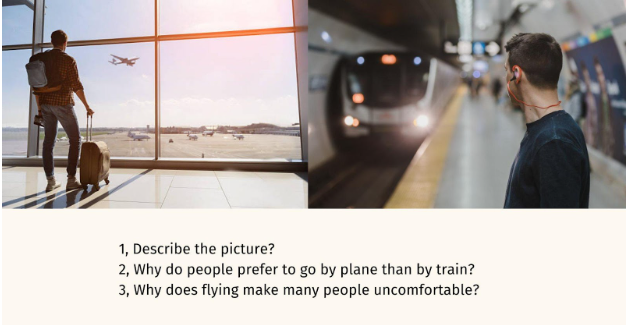 1, Describe the picture?
2, Why do people prefer to go by plane than by train?
3, Why does flying make many people uncomfortable?